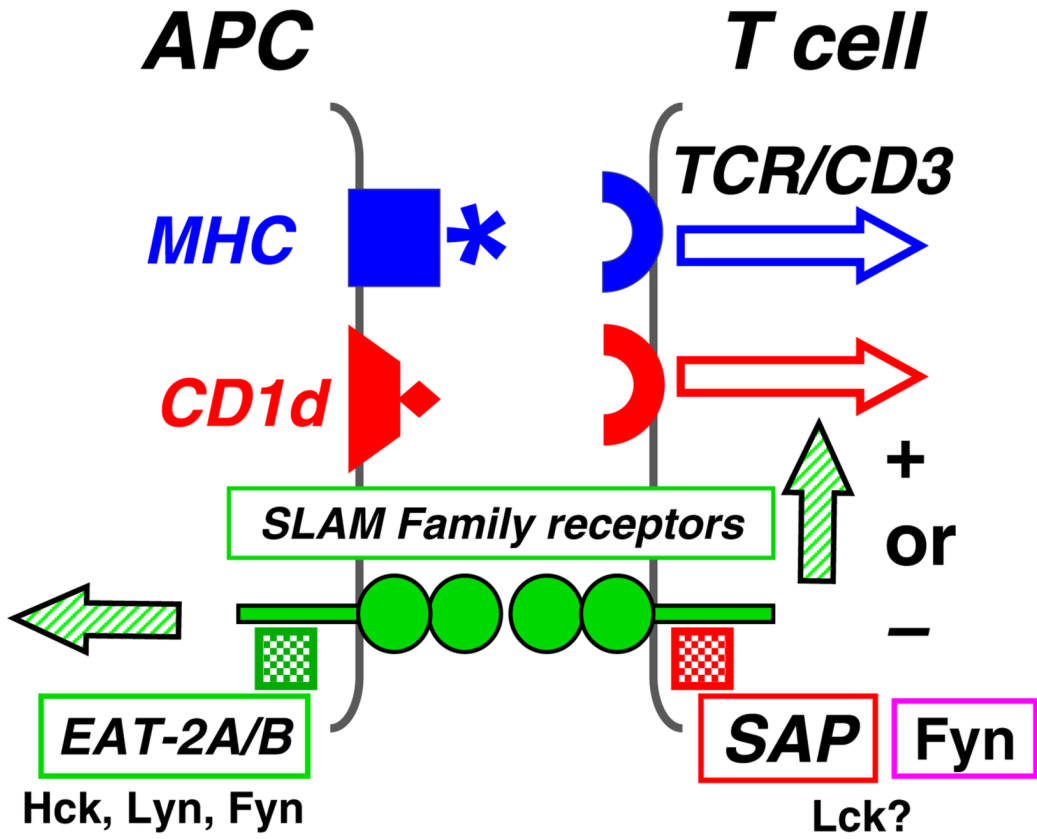 APC
T cell
TCR/CD3
MHC
CD1d
+
or
–
SLAM Family receptors
EAT-2A/B
SAP
Fyn
Hck, Lyn, Fyn
Lck?